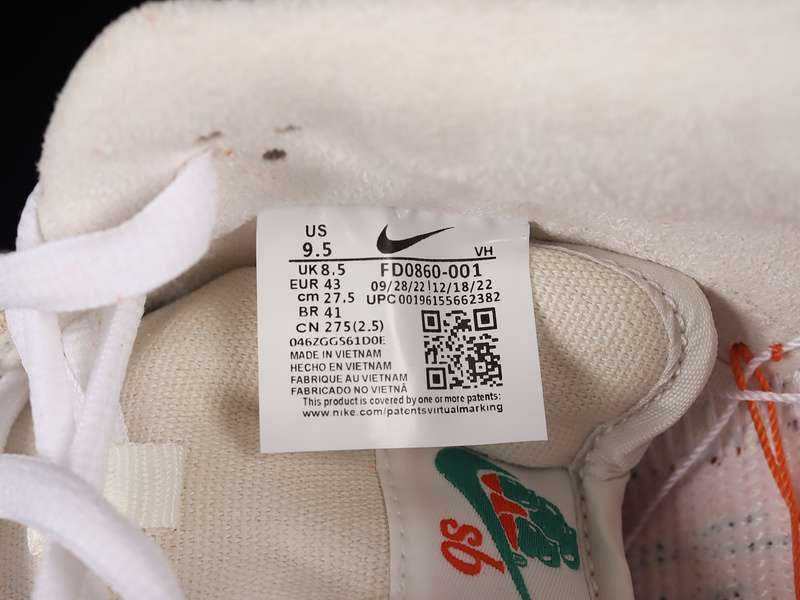 US
9.5
VH
UK 8.5 FD0860-001
EUR 43 09/28/22 12/18/22
cm 27.5 UPC 00196155662382
BR 41
CN 275(2.5)
046ZGGS61D0E
MADE IN VIETNAM
HECHO EN VIETNAM
FABRIQUE AU VIETNAM
FABRICADO NO VIETNÃ
This product is covered by one or more patents:
www.nike.com/patentsvirtualmarking
sb